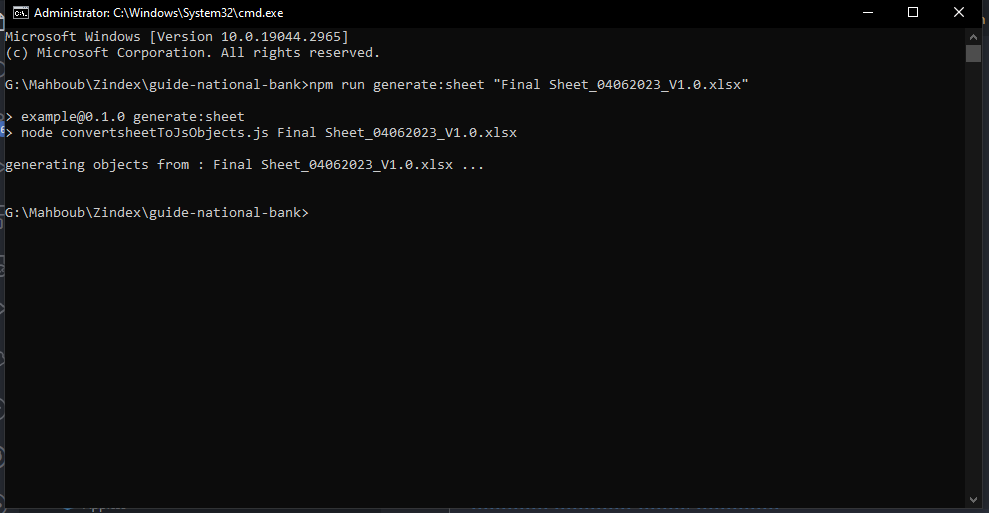 Administrator: C:\Windows\System32\cmd.exe
Microsoft Windows [Version 10.0.19044.2965]
(c) Microsoft Corporation. All rights reserved.
G:\Mahboub\Zindex\guide-national-bank>npm run generate:sheet "Final Sheet_04062023_V1.0.xlsx"
> example@0.1.0 generate:sheet
> node convertsheetToJsObjects.js Final Sheet_04062023_V1.0.xlsx
generating objects from : Final Sheet_04062023_V1.0.xlsx ...
G:\Mahboub\Zindex\guide-national-bank>